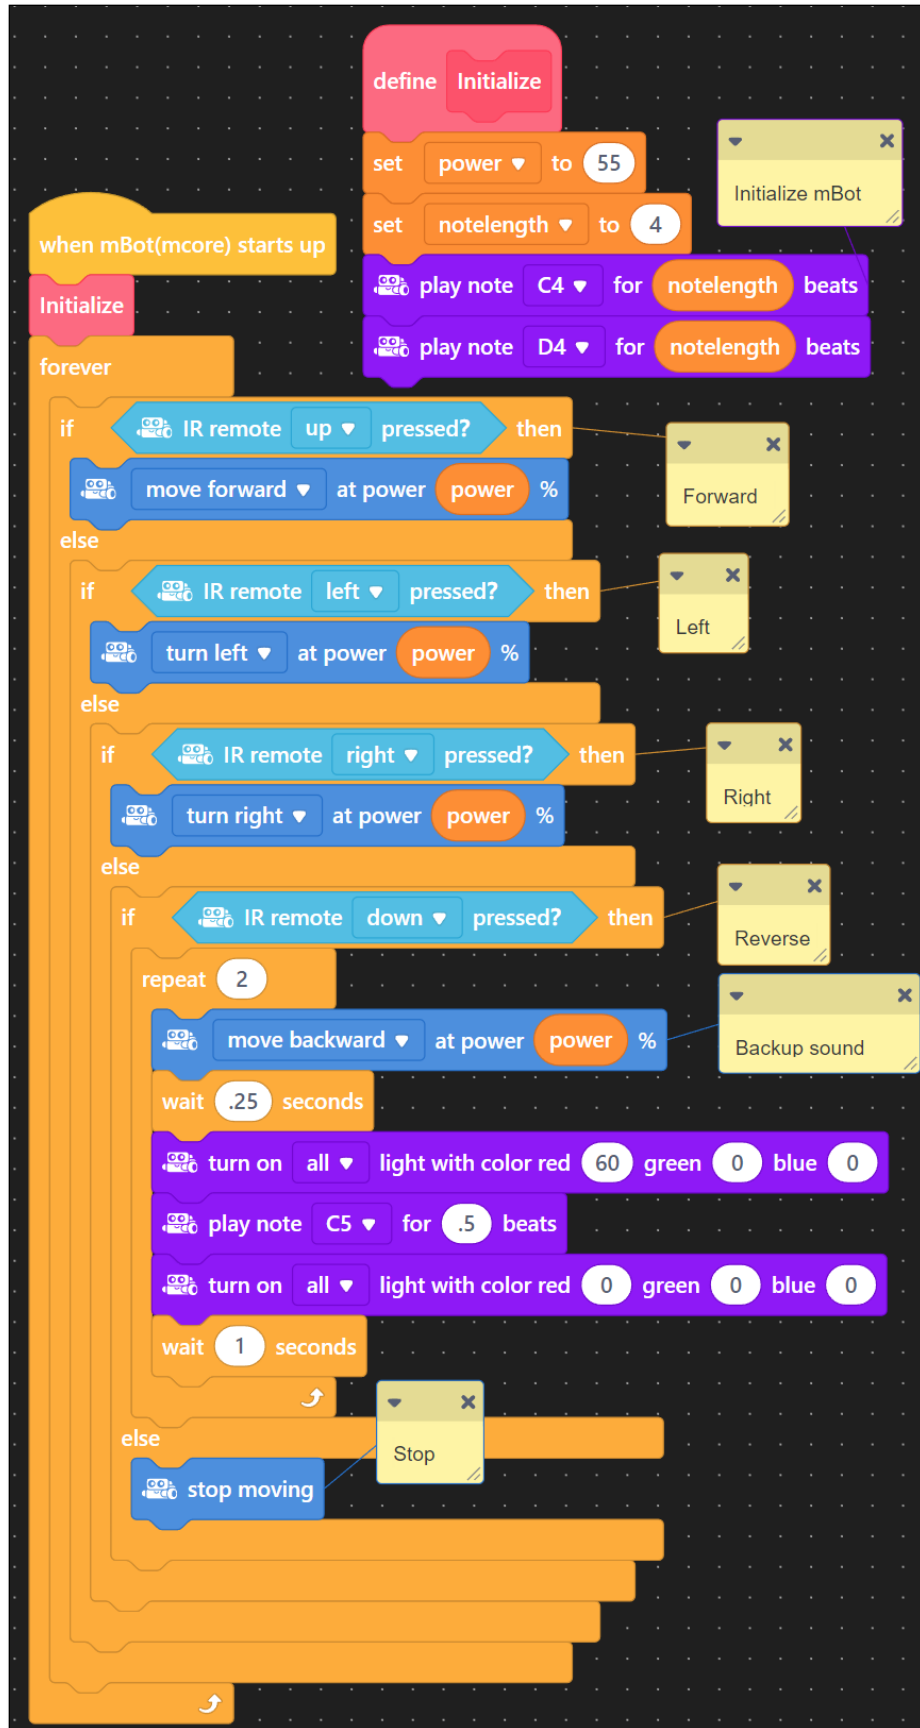 define Initialize
set power to 55
set notelength to 4
play note C4 for notelength beats
play note D4 for notelength beats
Initialize mBot
when mBot(mcore) starts up
Initialize
forever
if IR remote up pressed? then
Forward
move forward at power power %
else
if IR remote left pressed? then
Left
turn left at power power %
else
if IR remote right pressed? then
Right
turn right at power power %
else
if IR remote down pressed? then
Reverse
repeat 2
move backward at power power %
Backup sound
wait .25 seconds
turn on all light with color red 60 green 0 blue 0
play note C5 for .5 beats
turn on all light with color red 0 green 0 blue 0
wait 1 seconds
else
Stop
stop moving